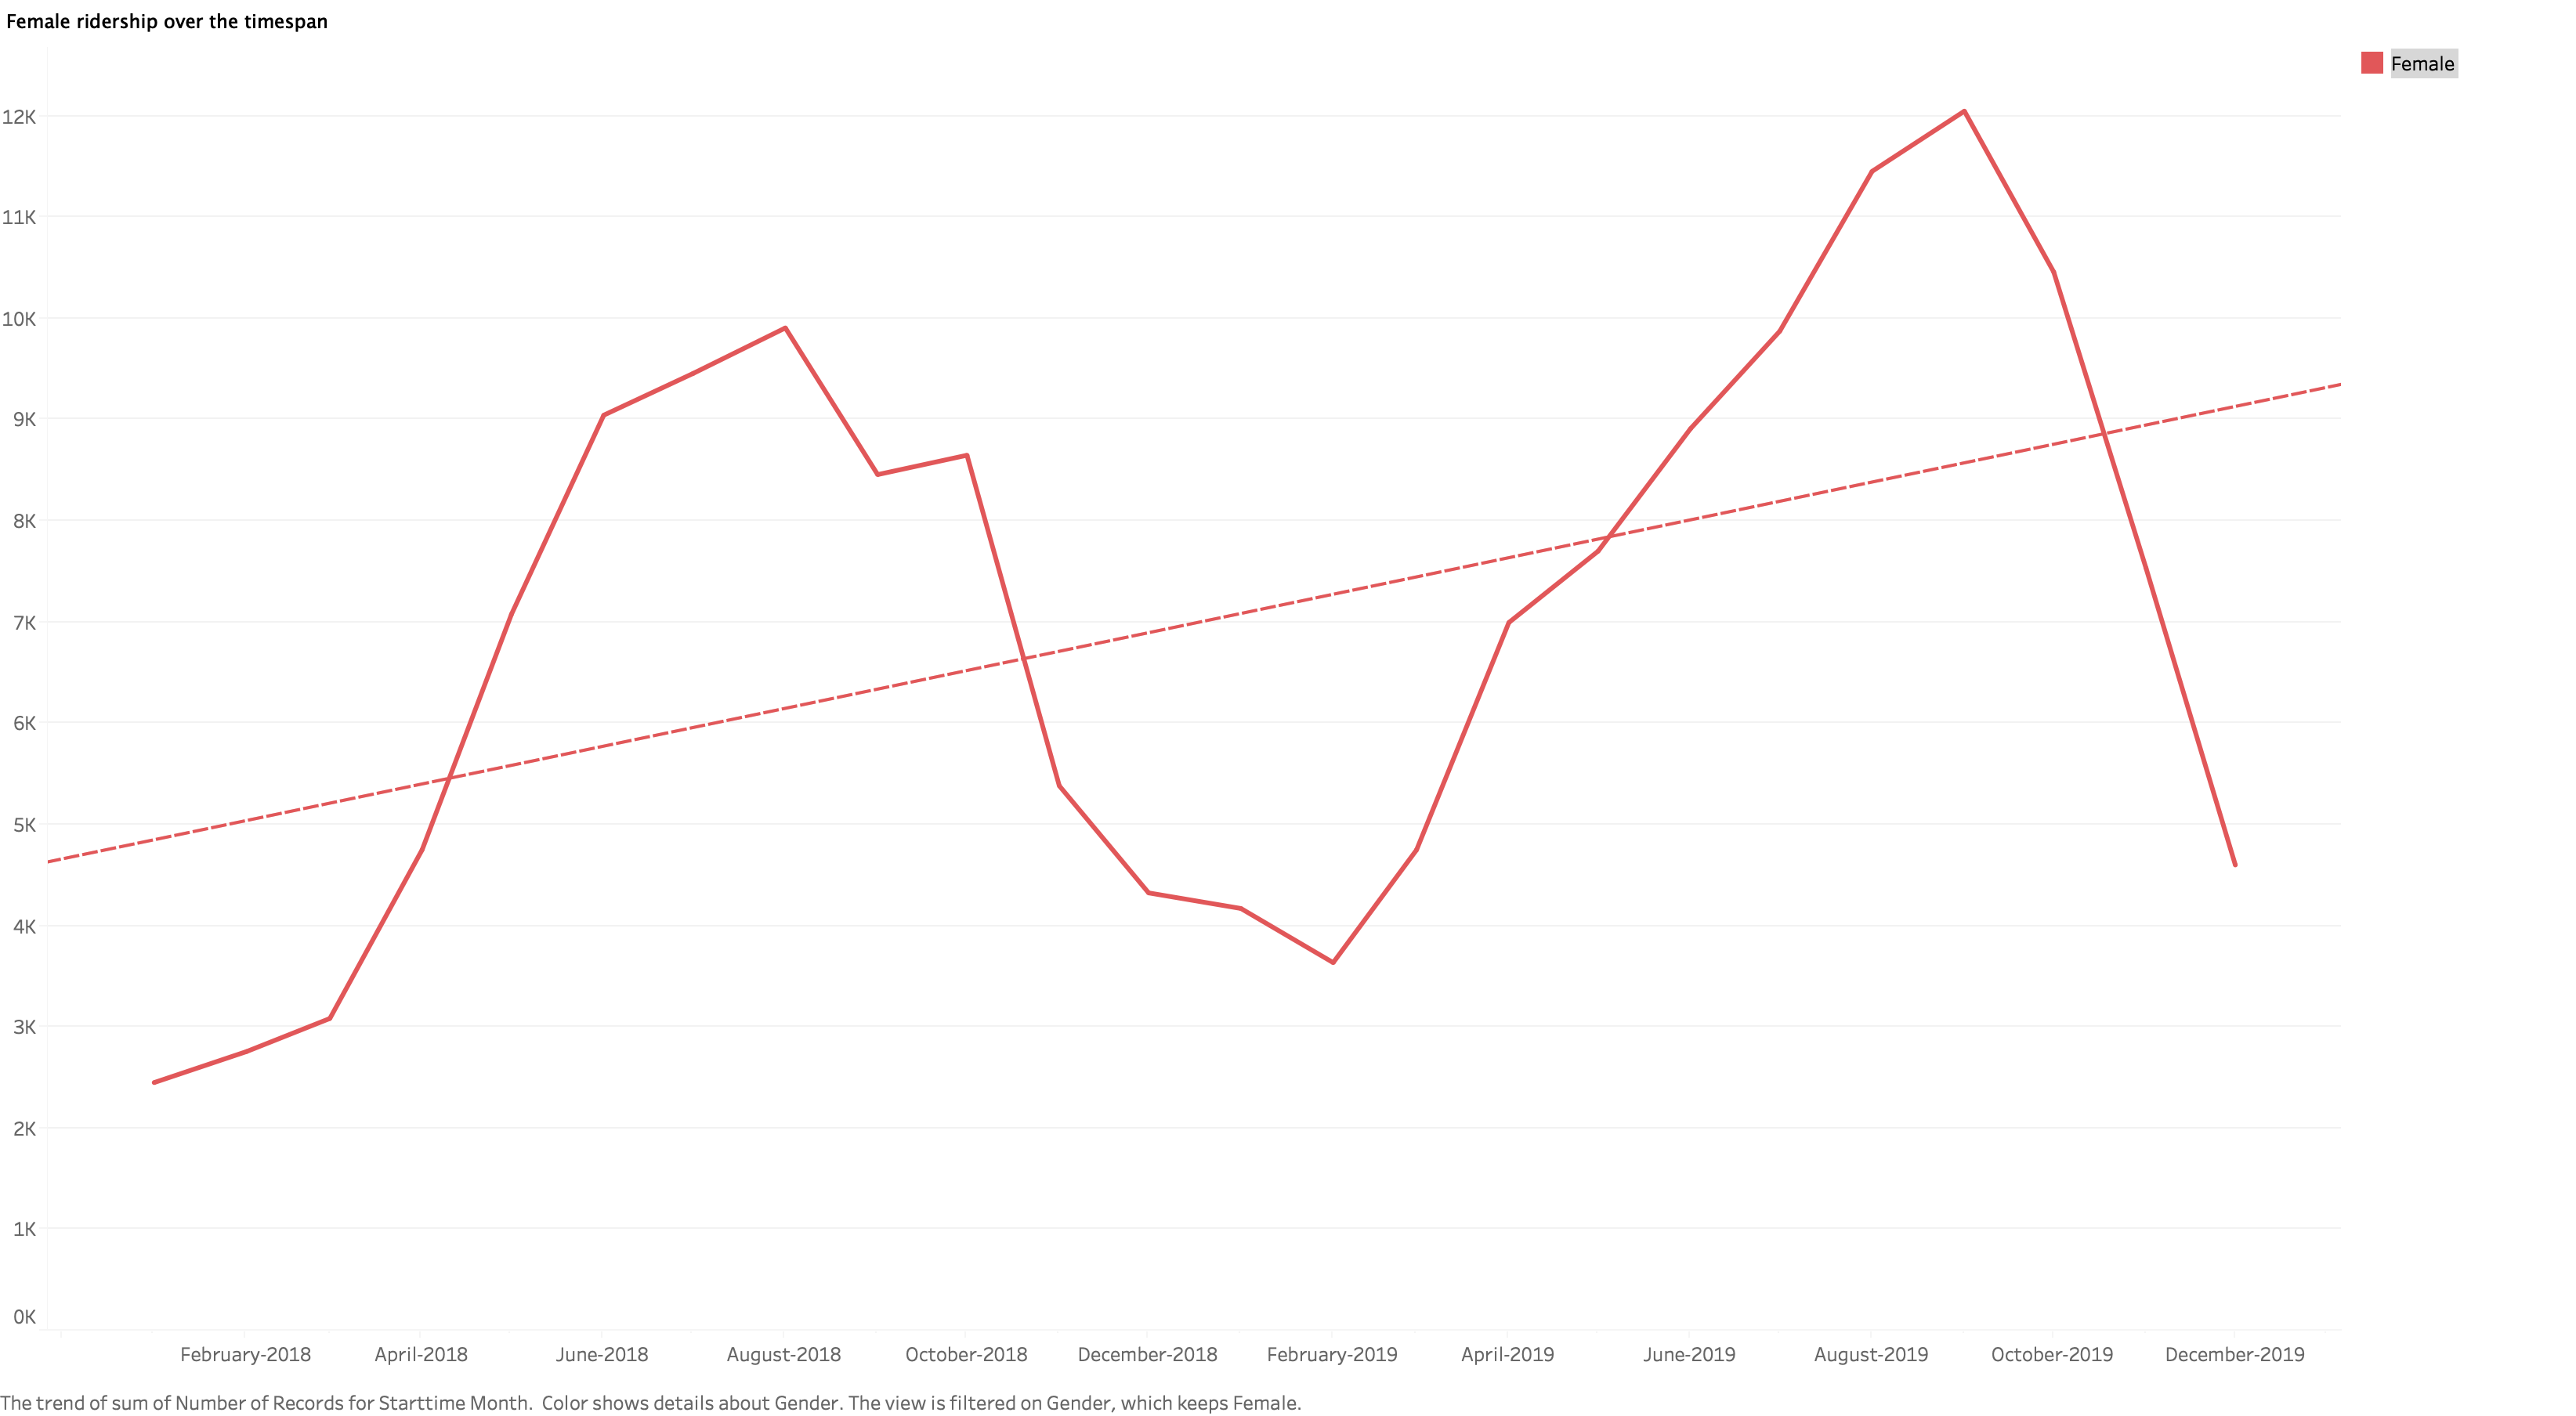 Female ridership over the timespan
Female
12K
11K
10K
9K
8K
7K
6K
5K
4K
3K
2K
1K
0K
February-2018 April-2018 June-2018 August-2018 October-2018 December-2018 February-2019 April-2019 June-2019 August-2019 October-2019 December-2019
The trend of sum of Number of Records for Starttime Month.  Color shows details about Gender. The view is filtered on Gender, which keeps Female.